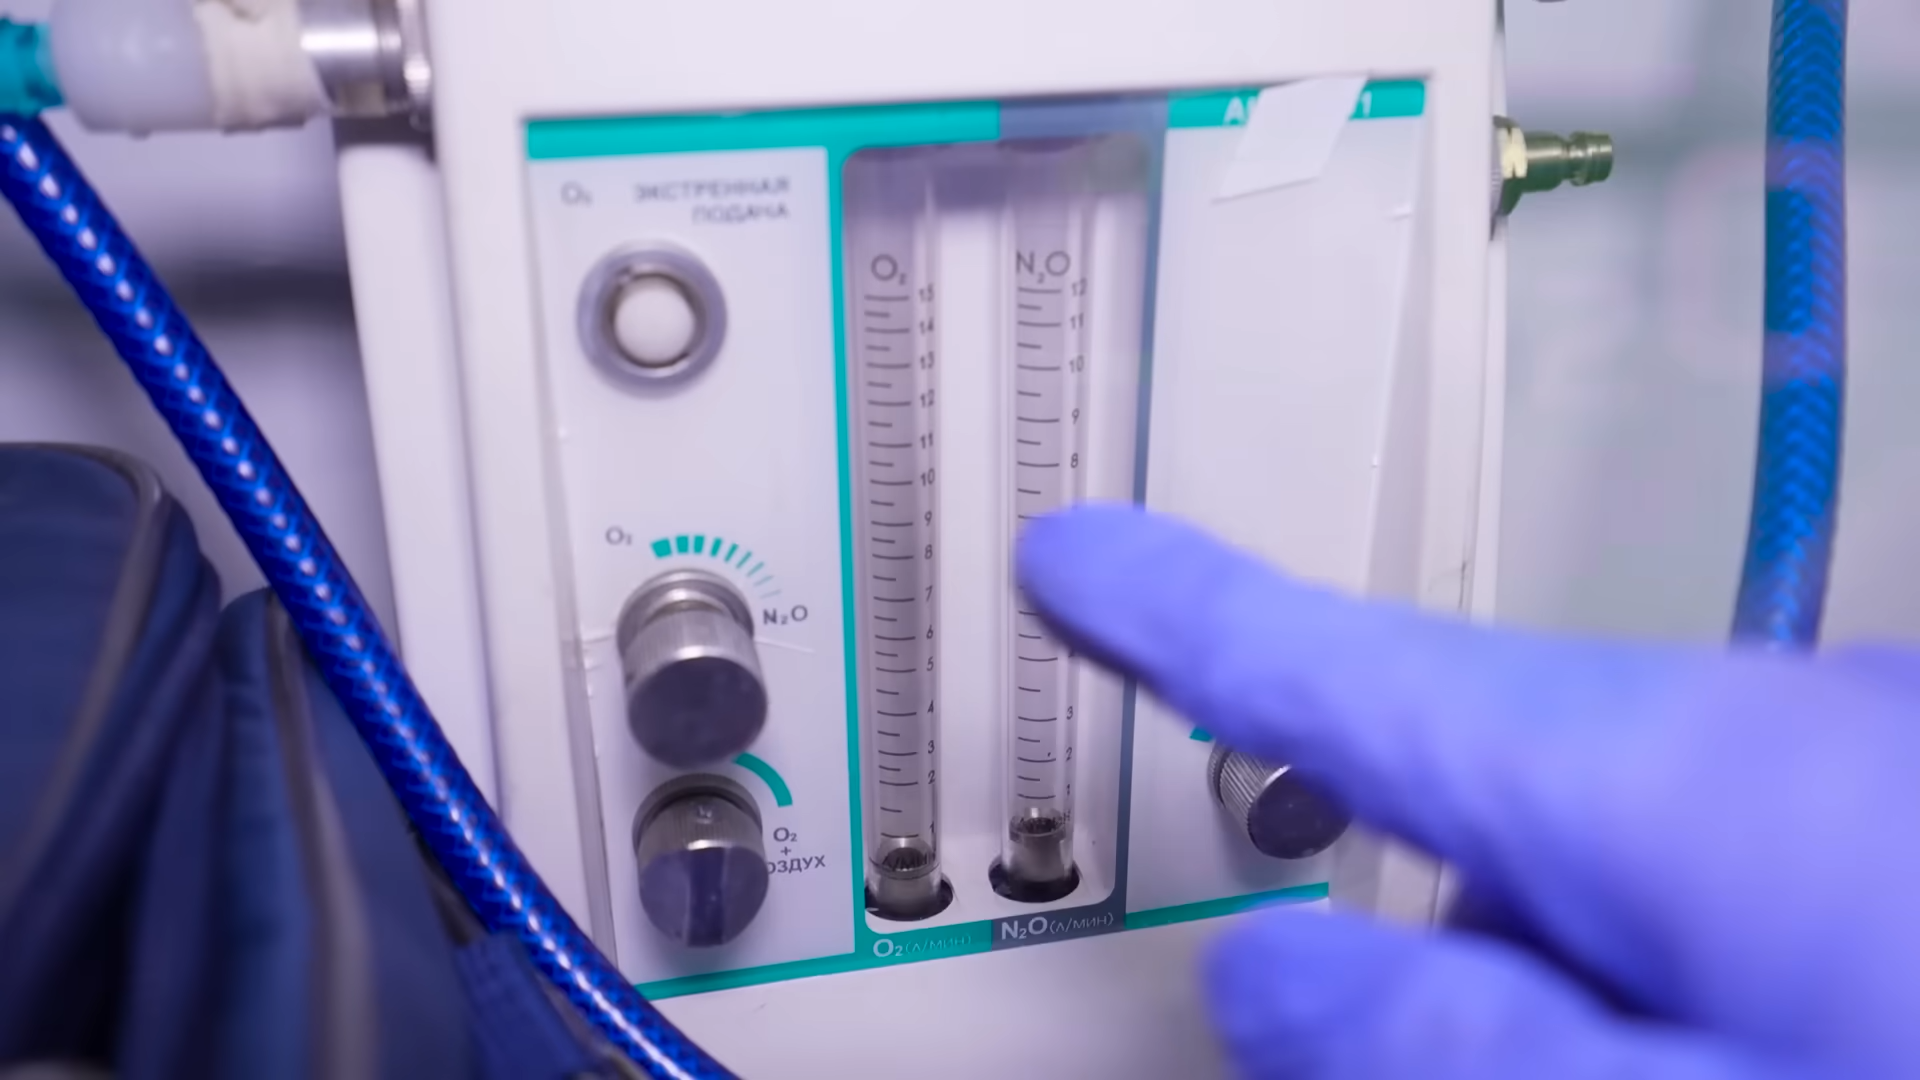 O₂ ЭКСТРЕННАЯ
ПОДАЧА
O₂
N₂O
O₂
+
ОЗДУХ
O₂
15
14
13
12
11
10
9
8
7
6
5
4
3
2
1
Л/МИН
N₂O
12
11
10
9
8
3
2
1
O₂ (Л/МИН)
N₂O (Л/МИН)